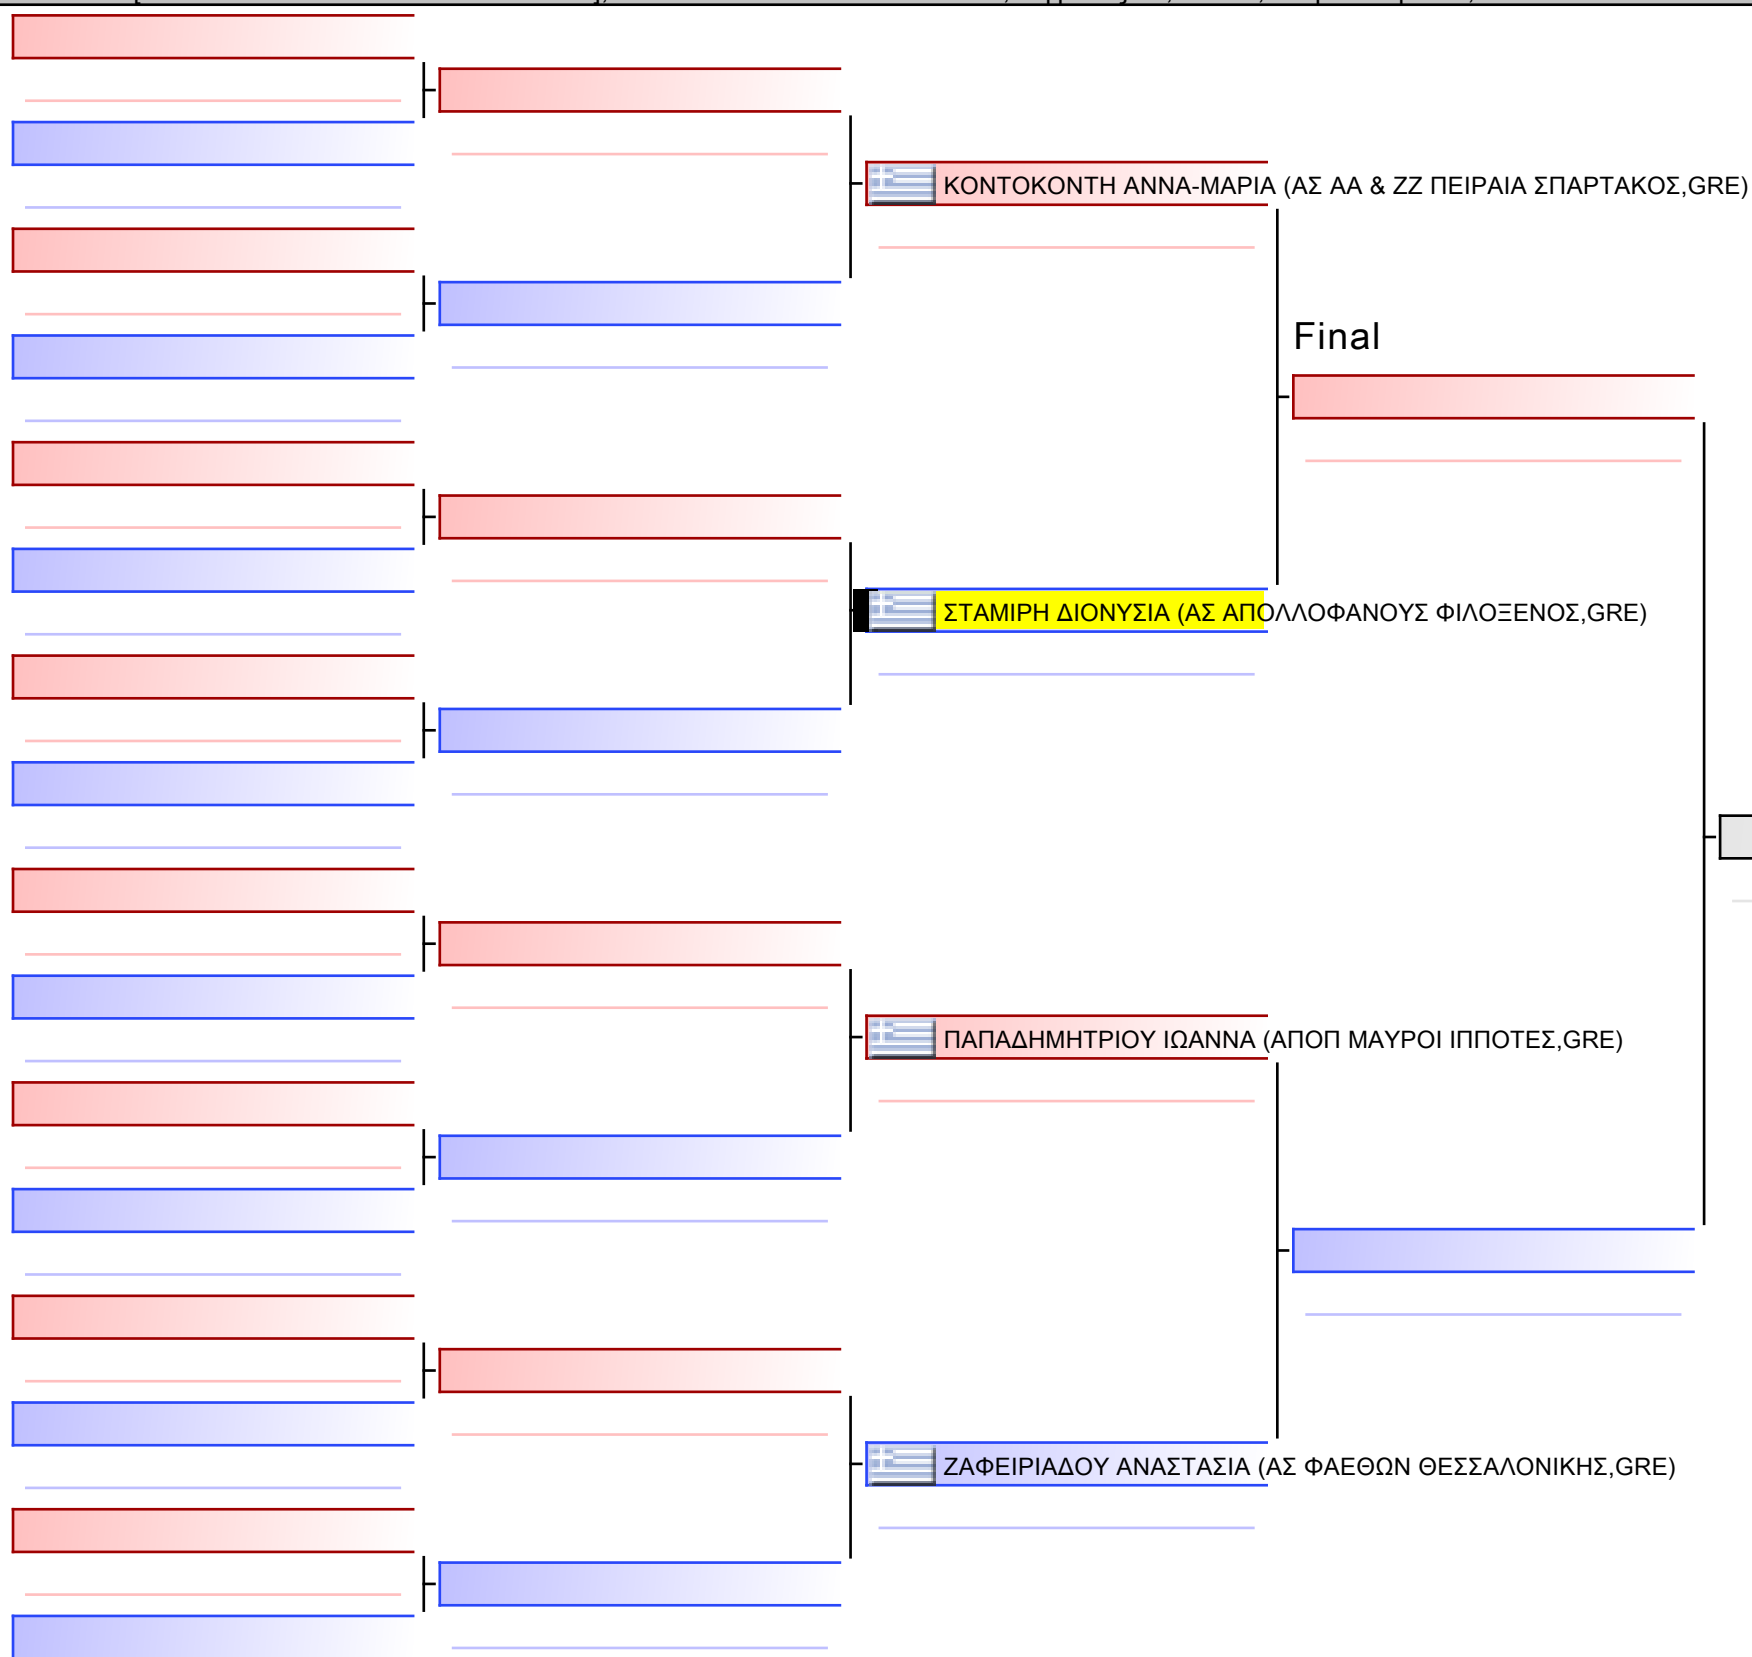 ΚΟΝΤΟΚΟΝΤΗ ΑΝΝΑ-ΜΑΡΙΑ (ΑΣ ΑΑ & ΖΖ ΠΕΙΡΑΙΑ ΣΠΑΡΤΑΚΟΣ,GRE)
Final
ΣΤΑΜΙΡΗ ΔΙΟΝΥΣΙΑ (ΑΣ ΑΠΟΛΛΟΦΑΝΟΥΣ ΦΙΛΟΞΕΝΟΣ,GRE)
ΠΑΠΑΔΗΜΗΤΡΙΟΥ ΙΩΑΝΝΑ (ΑΠΟΠ ΜΑΥΡΟΙ ΙΠΠΟΤΕΣ,GRE)
ΖΑΦΕΙΡΙΑΔΟΥ ΑΝΑΣΤΑΣΙΑ (ΑΣ ΦΑΕΘΩΝ ΘΕΣΣΑΛΟΝΙΚΗΣ,GRE)